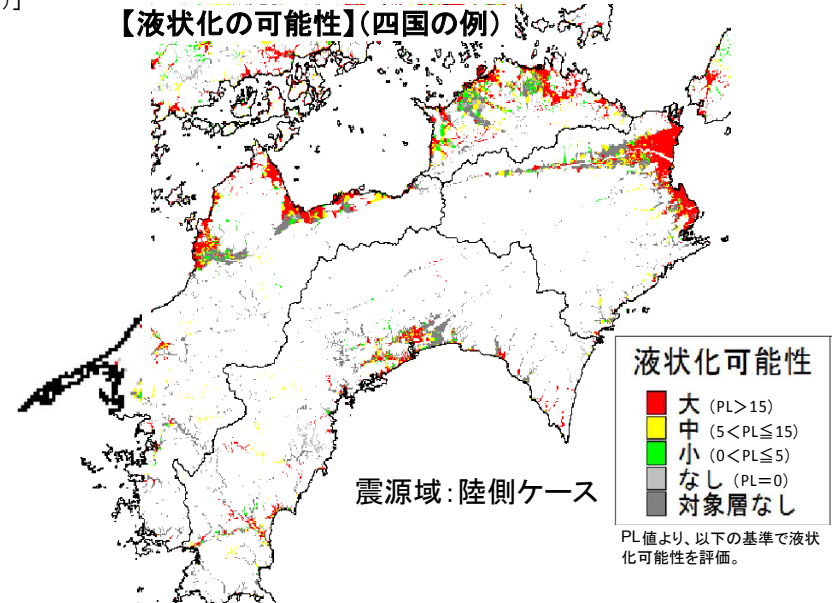 )」
【液状化の可能性】(四国の例)
液状化可能性
大 (PL＞15)
中 (5＜PL≦15)
小 (0＜PL≦5)
なし (PL＝0)
対象層なし
震源域：陸側ケース
PL値より、以下の基準で液状
化可能性を評価。